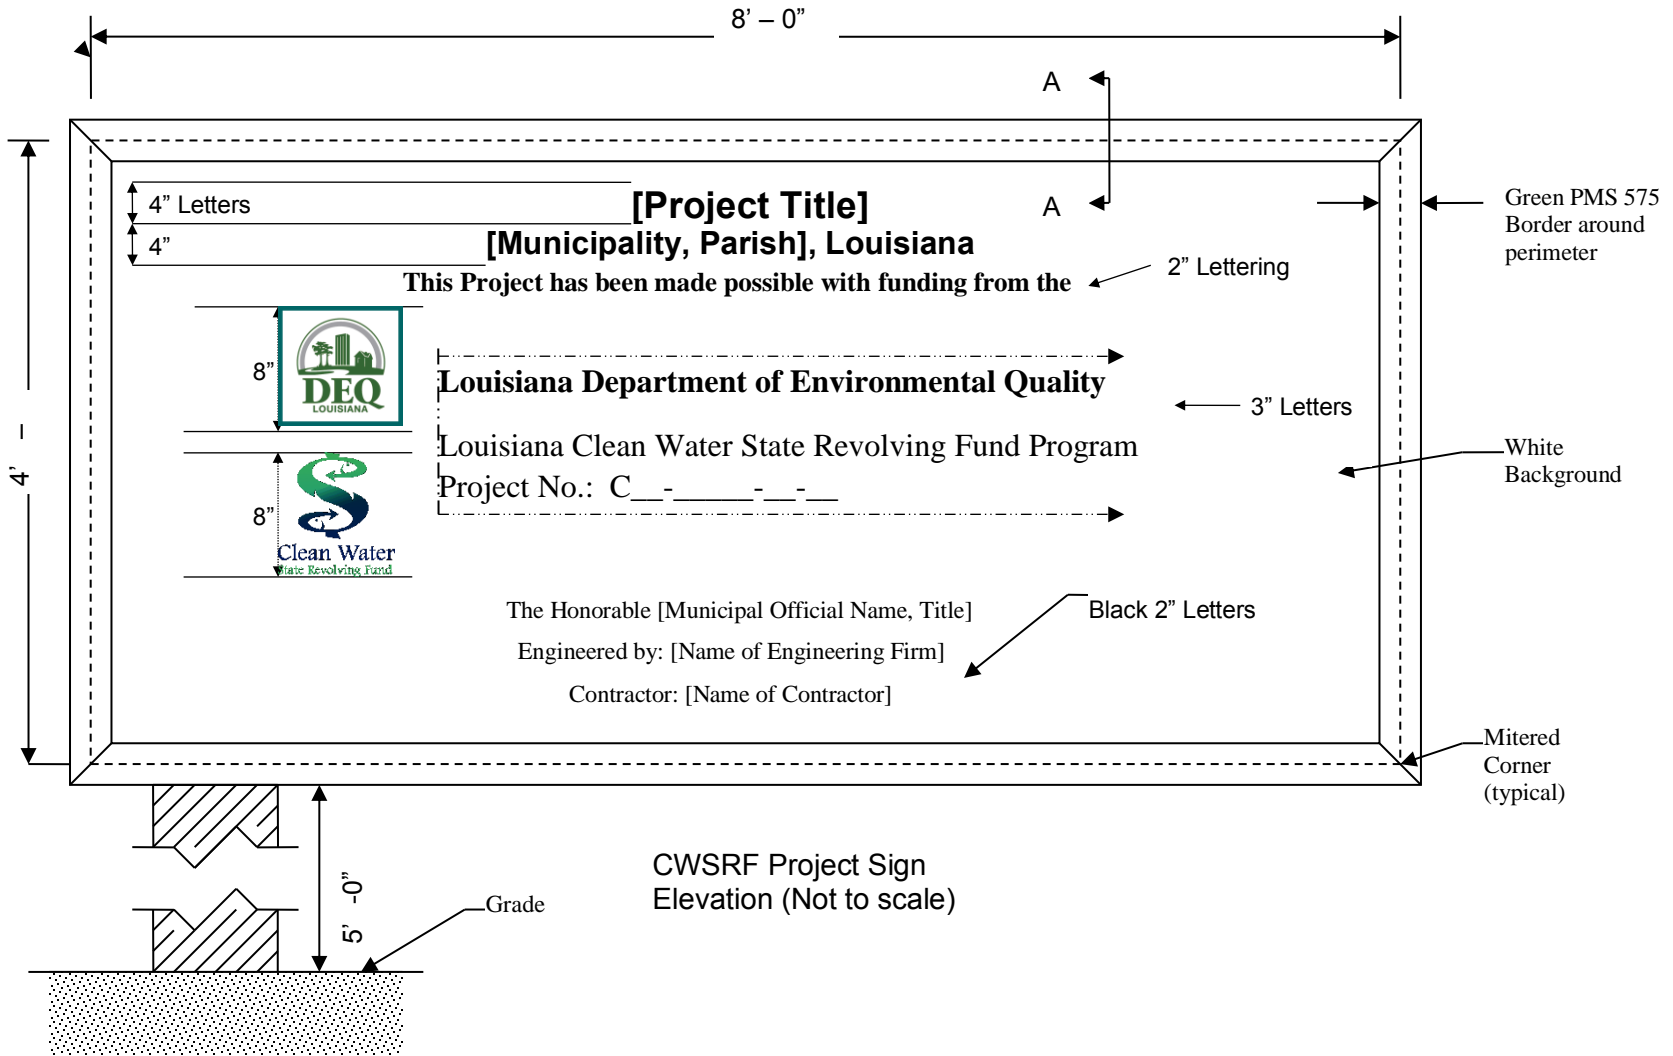 8’ – 0”
A
4” Letters
[Project Title]
A
Green PMS 575
Border around
perimeter
4”
[Municipality, Parish], Louisiana
This Project has been made possible with funding from the
2” Lettering
8”
DEQ
LOUISIANA
Louisiana Department of Environmental Quality
3” Letters
4’ –
Louisiana Clean Water State Revolving Fund Program
White
Background
Project No.: C__-_____-__-__
8”
Clean Water
State Revolving Fund
The Honorable [Municipal Official Name, Title]
Black 2” Letters
Engineered by: [Name of Engineering Firm]
Contractor: [Name of Contractor]
Mitered
Corner
(typical)
5’ -0”
CWSRF Project Sign
Elevation (Not to scale)
Grade